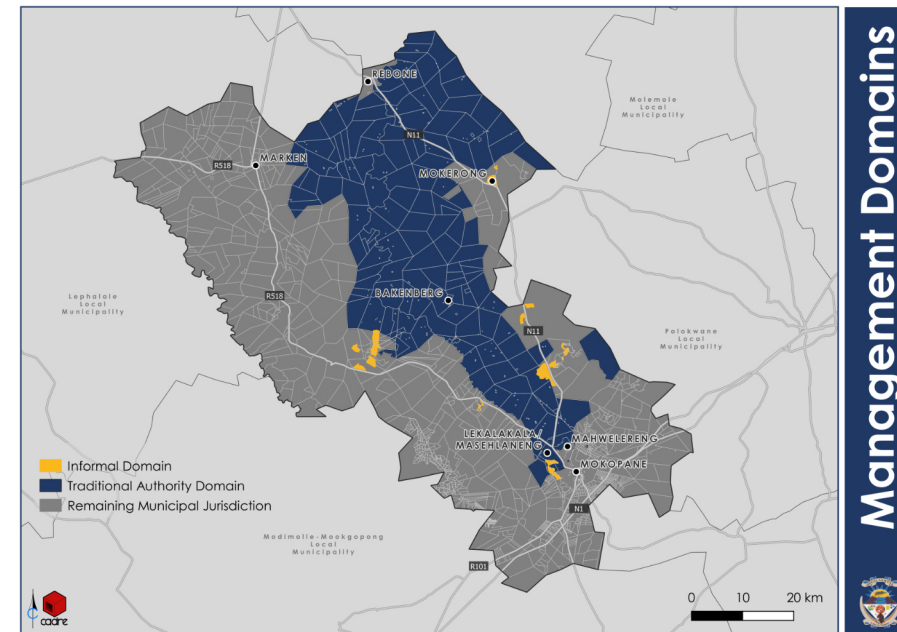 REBONE
Molemole
Local
Municipality
N11
MARKEN
R518
MOKERONG
Management Domains
Lephalale
Local
Municipality
R518
BAKENBERG
N11
Polokwane
Local
Municipality
LEKALAKALA/
MASEHLANENG
MAHWELERENG
MOKOPANE
Informal Domain
Traditional Authority Domain
Remaining Municipal Jurisdiction
N1
Modimolle-Mookgopong
Local
Municipality
R101
0 10 20 km
cadre